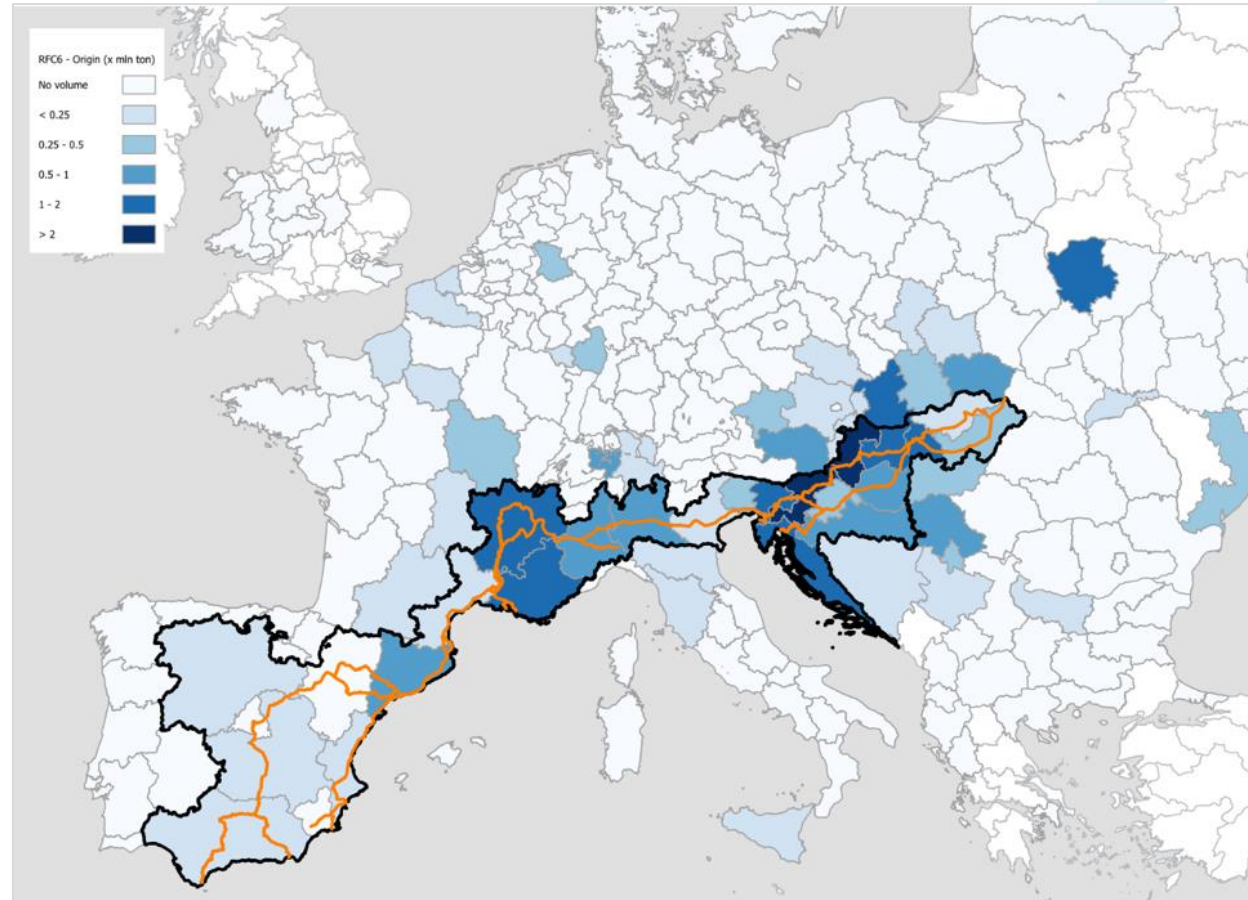 RFC6 - Origin (x mln ton)
No volume
< 0.25
0.25 - 0.5
0.5 - 1
1 - 2
> 2